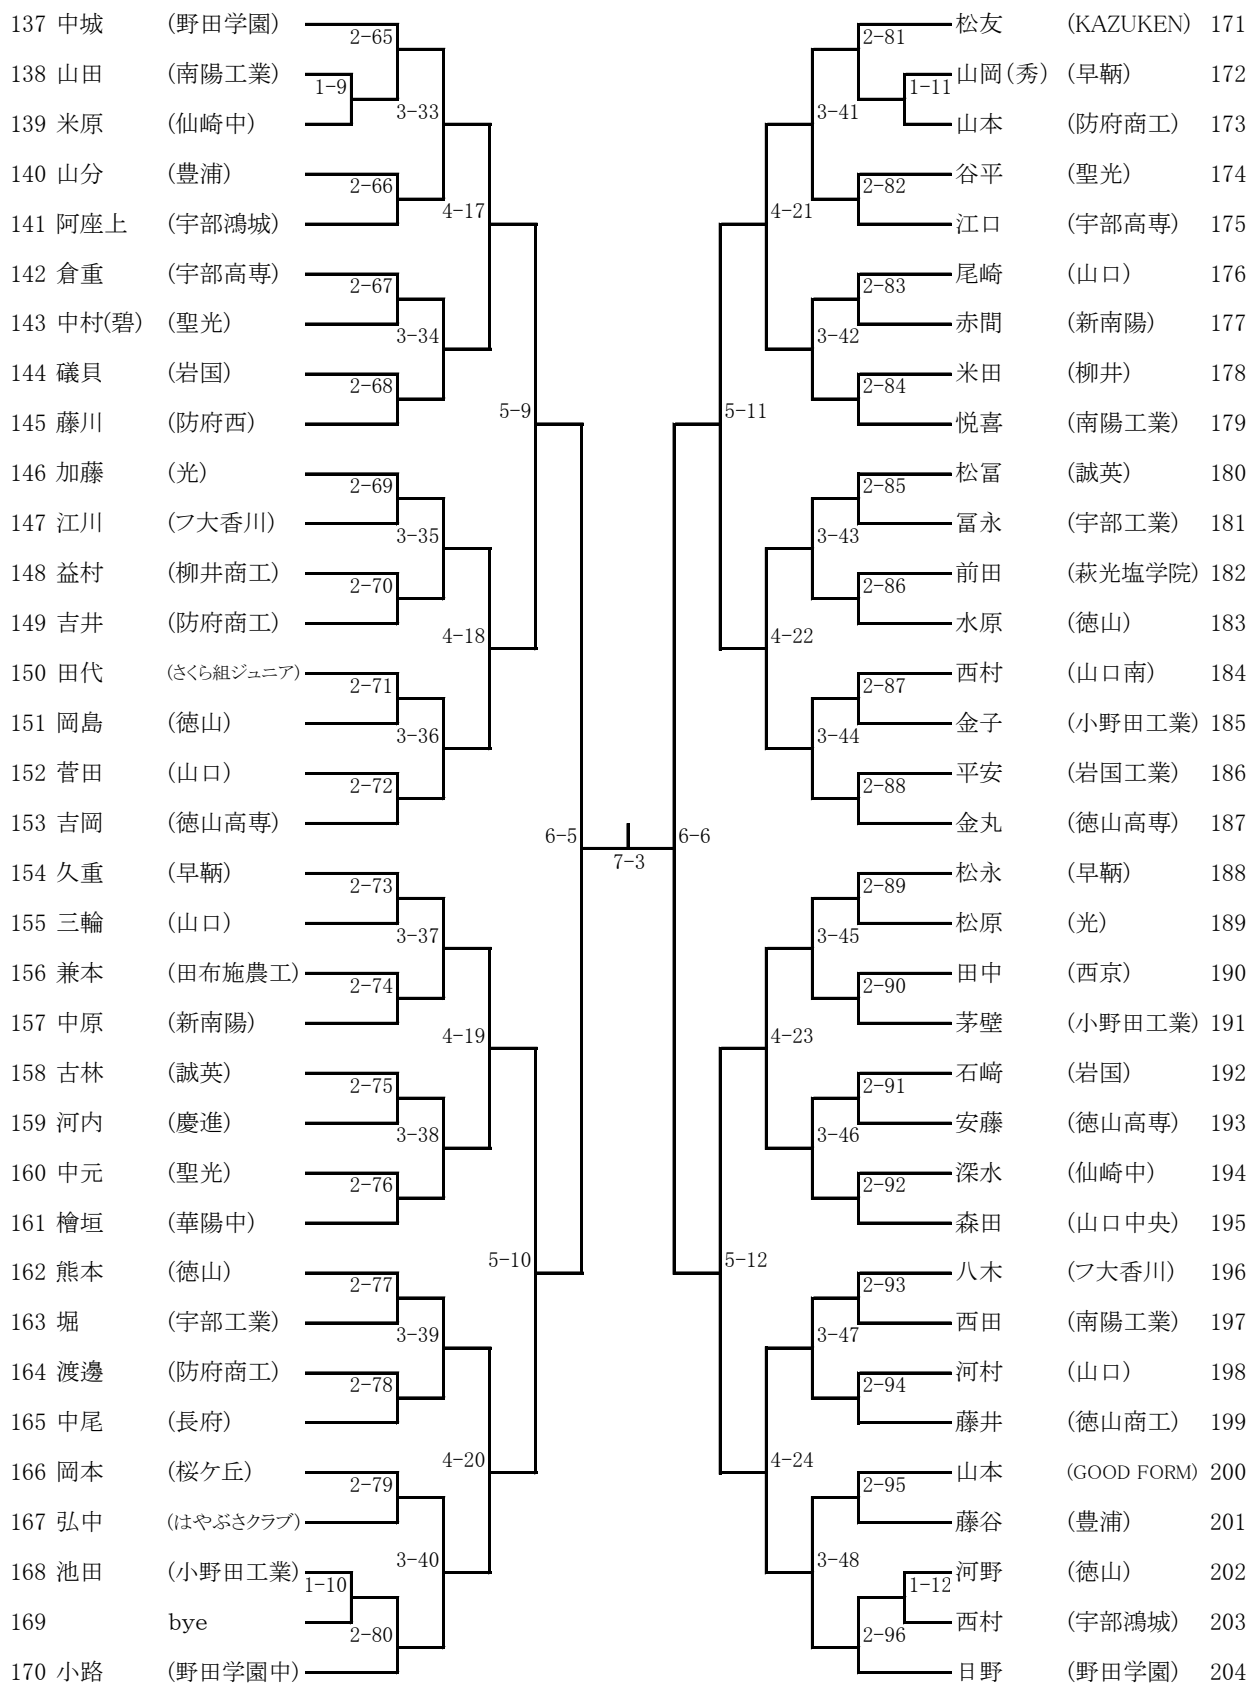 137 中城 (野田学園)
2-65
138 山田 (南陽工業)
1-9
3-33
139 米原 (仙崎中)
140 山分 (豊浦)
2-66
4-17
141 阿座上 (宇部鴻城)
142 倉重 (宇部高専)
2-67
143 中村(碧) (聖光)
3-34
144 礒貝 (岩国)
2-68
5-9
145 藤川 (防府西)
146 加藤 (光)
2-69
147 江川 (フ大香川)
3-35
148 益村 (柳井商工)
2-70
149 吉井 (防府商工)
4-18
150 田代 (さくら組ジュニア)
2-71
151 岡島 (徳山)
3-36
152 菅田 (山口)
2-72
153 吉岡 (徳山高専)
6-5
7-3
154 久重 (早鞆)
2-73
155 三輪 (山口)
3-37
156 兼本 (田布施農工)
2-74
157 中原 (新南陽)
4-19
158 古林 (誠英)
2-75
159 河内 (慶進)
3-38
160 中元 (聖光)
2-76
161 檜垣 (華陽中)
5-10
162 熊本 (徳山)
2-77
163 堀 (宇部工業)
3-39
164 渡邊 (防府商工)
2-78
165 中尾 (長府)
4-20
166 岡本 (桜ケ丘)
2-79
167 弘中 (はやぶさクラブ)
3-40
168 池田 (小野田工業)
1-10
169 bye
2-80
170 小路 (野田学園中)
松友 (KAZUKEN) 171
2-81
山岡(秀) (早鞆) 172
1-11
3-41
山本 (防府商工) 173
谷平 (聖光) 174
2-82
4-21
江口 (宇部高専) 175
尾崎 (山口) 176
2-83
赤間 (新南陽) 177
3-42
米田 (柳井) 178
2-84
5-11
悦喜 (南陽工業) 179
松冨 (誠英) 180
2-85
冨永 (宇部工業) 181
3-43
前田 (萩光塩学院) 182
2-86
水原 (徳山) 183
4-22
西村 (山口南) 184
2-87
金子 (小野田工業) 185
3-44
平安 (岩国工業) 186
2-88
金丸 (徳山高専) 187
6-6
松永 (早鞆) 188
2-89
松原 (光) 189
3-45
田中 (西京) 190
2-90
茅壁 (小野田工業) 191
4-23
石﨑 (岩国) 192
2-91
安藤 (徳山高専) 193
3-46
深水 (仙崎中) 194
2-92
森田 (山口中央) 195
5-12
八木 (フ大香川) 196
2-93
西田 (南陽工業) 197
3-47
河村 (山口) 198
2-94
藤井 (徳山商工) 199
4-24
山本 (GOOD FORM) 200
2-95
藤谷 (豊浦) 201
3-48
河野 (徳山) 202
1-12
西村 (宇部鴻城) 203
2-96
日野 (野田学園) 204